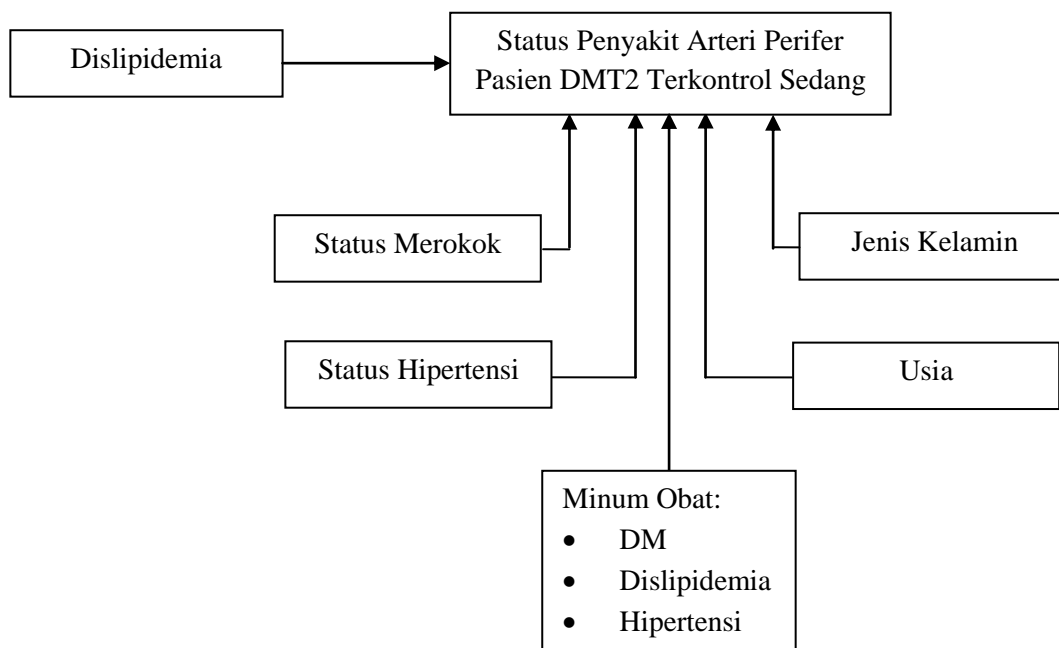 Dislipidemia
Status Penyakit Arteri Perifer
Pasien DMT2 Terkontrol Sedang
Status Merokok
Jenis Kelamin
Status Hipertensi
Usia
Minum Obat:
• DM
• Dislipidemia
• Hipertensi